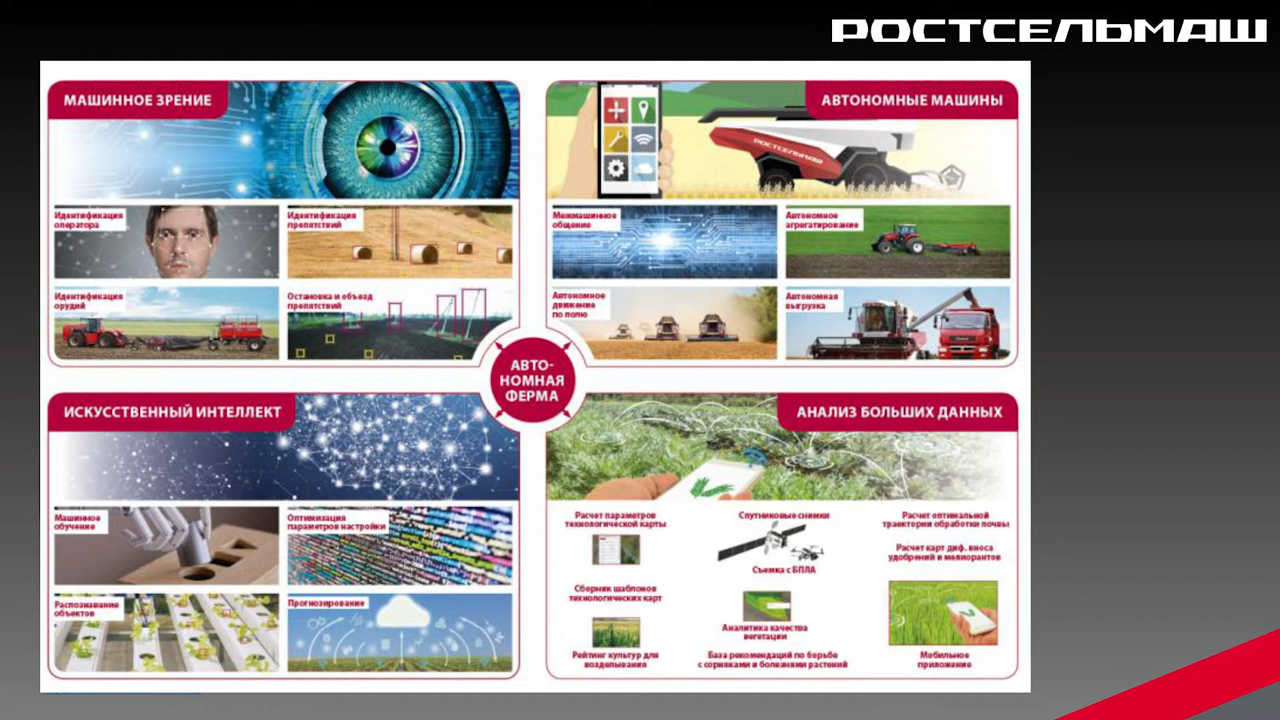 РОСТСЕЛЬМАШ
МАШИННОЕ ЗРЕНИЕ
Идентификация
оператора
Идентификация
препятствий
Идентификация
орудий
Остановка и объезд
препятствий
АВТОНОМНЫЕ МАШИНЫ
РОСТСЕЛЬМАШ
Межмашинное
общение
Автономное
агрегатирование
Автономное
движение
по полю
Автономная
выгрузка
АВТО-
НОМНАЯ
ФЕРМА
ИСКУССТВЕННЫЙ ИНТЕЛЛЕКТ
Машинное
обучение
Оптимизация
параметров настройки
Распознавание
объектов
Прогнозирование
АНАЛИЗ БОЛЬШИХ ДАННЫХ
Расчет параметров
технологической карты
Сборник шаблонов
технологических карт
Рейтинг культур для
возделывания
Спутниковые снимки
Съемка с БПЛА
Аналитика качества
вегетации
База рекомендаций по борьбе
с сорняками и болезнями растений
Расчет оптимальной
траектории обработки почвы
Расчет карт диф. вноса
удобрений и мелиорантов
Мобильное
приложение